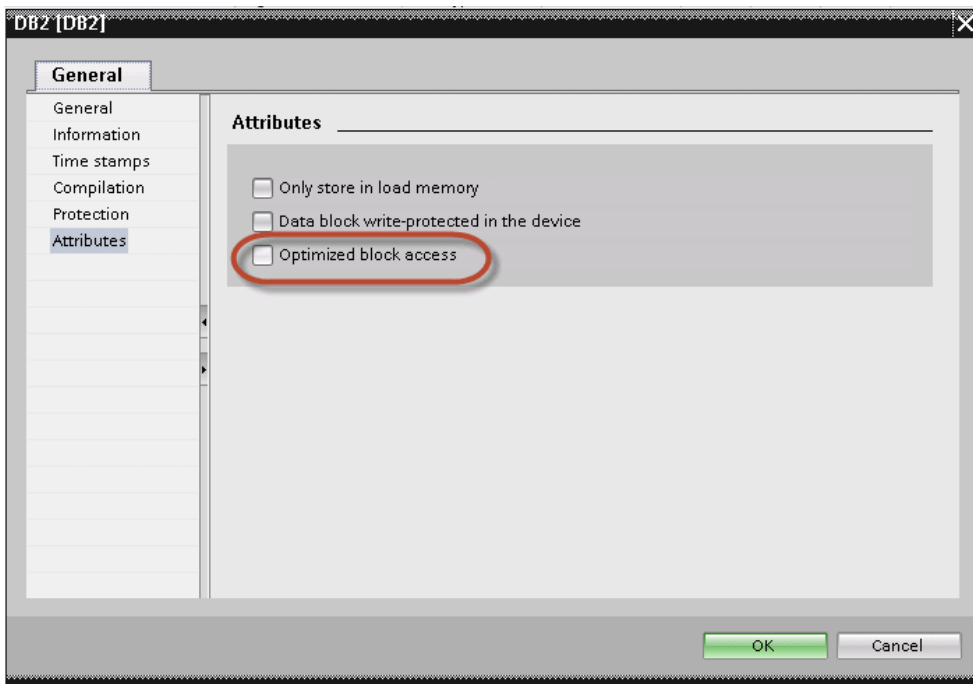 DB2 [DB2]
General
General
Information
Time stamps
Compilation
Protection
Attributes
Attributes
Only store in load memory
Data block write-protected in the device
Optimized block access
OK
Cancel